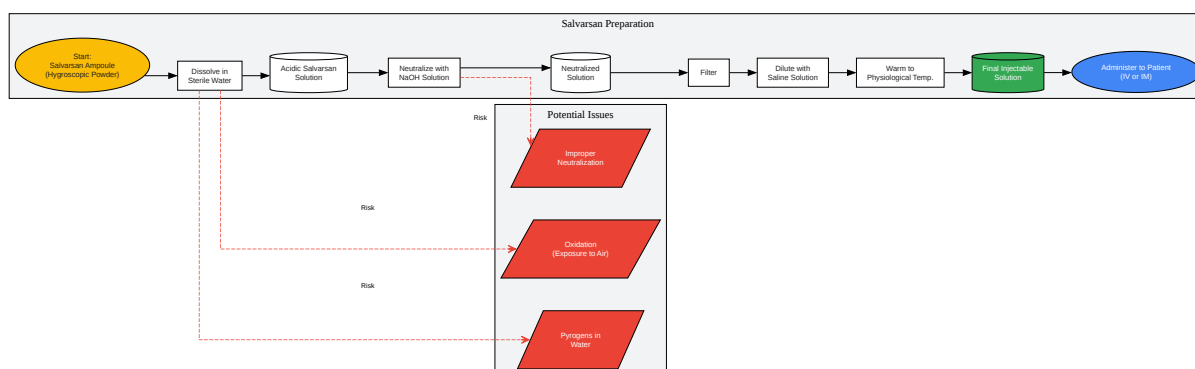 Salvarsan Preparation
Start:
Salvarsan Ampoule
(Hygroscopic Powder)
Dissolve in
Sterile Water
Acidic Salvarsan
Solution
Neutralize with
NaOH Solution
Neutralized
Solution
Filter
Dilute with
Saline Solution
Warm to
Physiological Temp.
Final Injectable
Solution
Administer to Patient
(IV or IM)
Potential Issues
Risk
Improper
Neutralization
Risk
Oxidation
(Exposure to Air)
Risk
Pyrogens in
Water